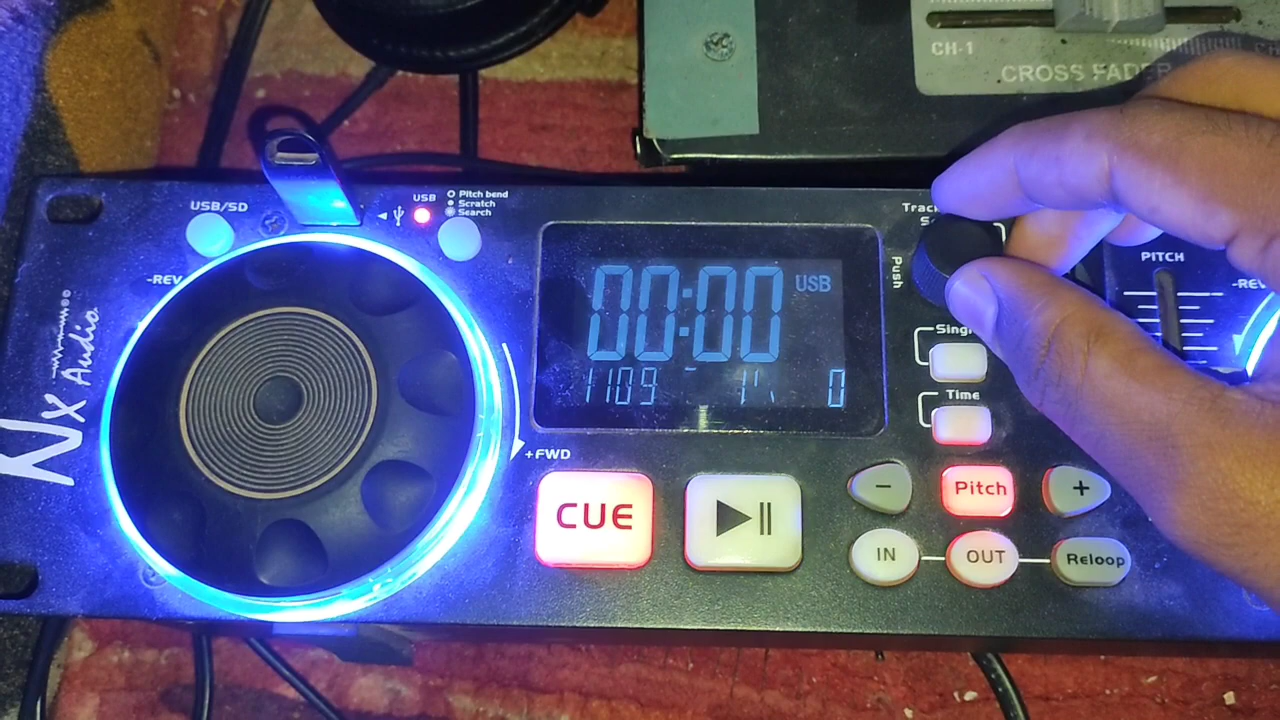 CH-1
CROSS FADER
USB/SD
USB
Pitch bend
Scratch
Search
-REV
Nx Audio
00:00 USB
1109
0
Push
PITCH
-REV
Time
+FWD
CUE
-
Pitch
+
IN
OUT
Reloop